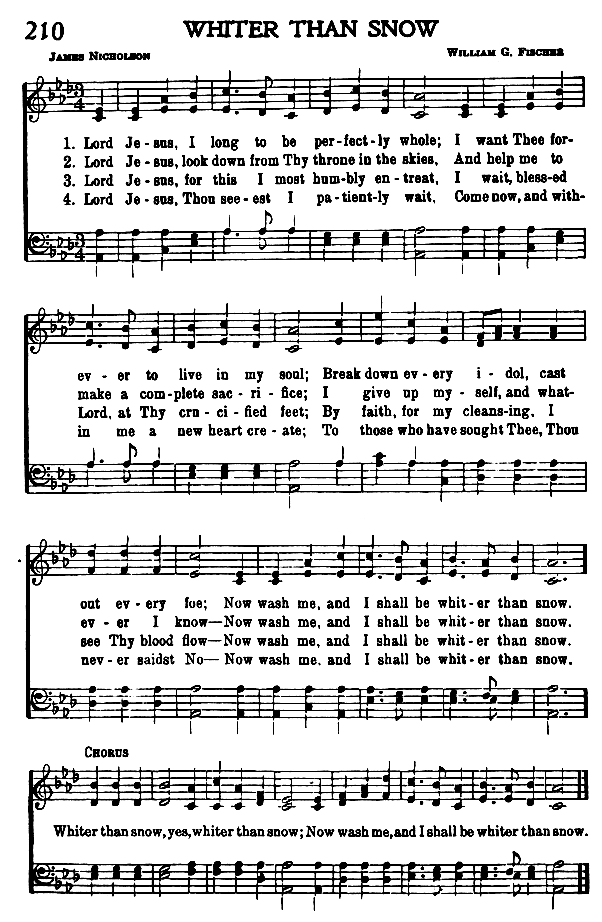 210 WHITER THAN SNOW
JAMES NICHOLSON WILLIAM G. FISCHER
3 4
1. Lord Je - sus, I long to be per - fect - ly whole; I want Thee for-
2. Lord Je - sus, look down from Thy throne in the skies, And help me to
3. Lord Je - sus, for this I most hum - bly en - treat, I wait, bless - ed
4. Lord Je - sus, Thou see - est I pa - tient - ly wait, Come now, and with-
3 4
ev - er to live in my soul; Break down ev - ery i - dol, cast
make a com - plete sac - ri - fice; I give up my - self, and what-
Lord, at Thy cru - ci - fied feet; By faith, for my cleans - ing, I
in me a new heart cre - ate; To those who have sought Thee, Thou
out ev - ery foe; Now wash me, and I shall be whit - er than snow.
ev - er I know—Now wash me, and I shall be whit - er than snow.
see Thy blood flow—Now wash me, and I shall be whit - er than snow.
nev - er saidst No—Now wash me, and I shall be whit - er than snow.
CHORUS
Whiter than snow, yes, whiter than snow; Now wash me, and I shall be whiter than snow.